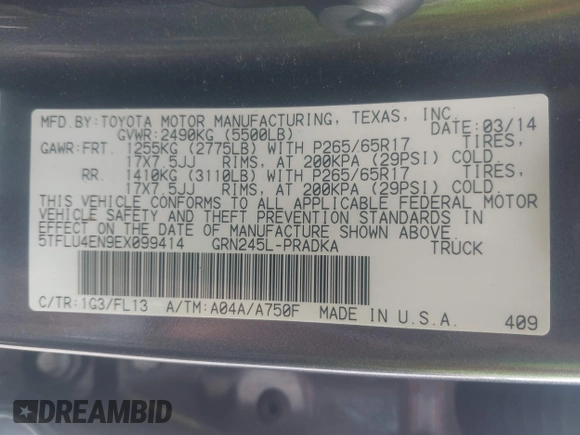 MFD.BY:TOYOTA MOTOR MANUFACTURING, TEXAS, INC.
GVWR:2490KG (5500LB) DATE:03/14
GAWR:FRT. 1255KG (2775LB) WITH P265/65R17 TIRES,
17X7.5JJ RIMS, AT 200KPA (29PSI) COLD.
RR. 1410KG (3110LB) WITH P265/65R17 TIRES,
17X7.5JJ RIMS, AT 200KPA (29PSI) COLD.
THIS VEHICLE CONFORMS TO ALL APPLICABLE FEDERAL MOTOR
VEHICLE SAFETY AND THEFT PREVENTION STANDARDS IN
EFFECT ON THE DATE OF MANUFACTURE SHOWN ABOVE.
5TFLU4EN9EX099414 GRN245L-PRADKA TRUCK
C/TR:1G3/FL13 A/TM:A04A/A750F MADE IN U.S.A.
409
DREAMBID